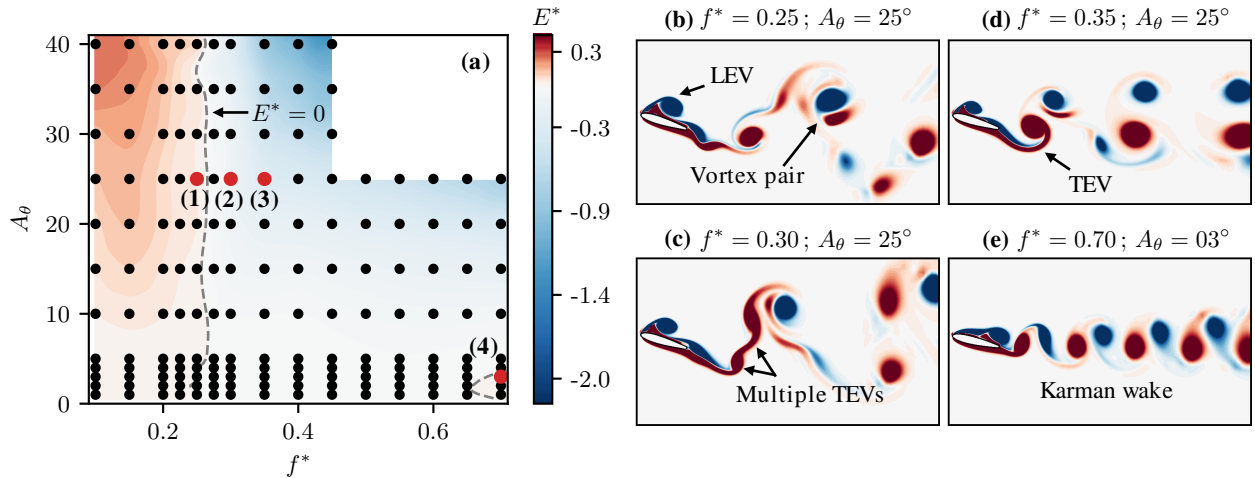 E*
(b) f* = 0.25 ; A_θ = 25°
(d) f* = 0.35 ; A_θ = 25°
40
30
20
10
0
A_θ
(a)
E* = 0
(1)
(2)
(3)
(4)
0.2
0.4
0.6
f*
0.3
-0.3
-0.9
-1.4
-2.0
LEV
Vortex pair
TEV
(c) f* = 0.30 ; A_θ = 25°
(e) f* = 0.70 ; A_θ = 03°
Multiple TEVs
Karman wake